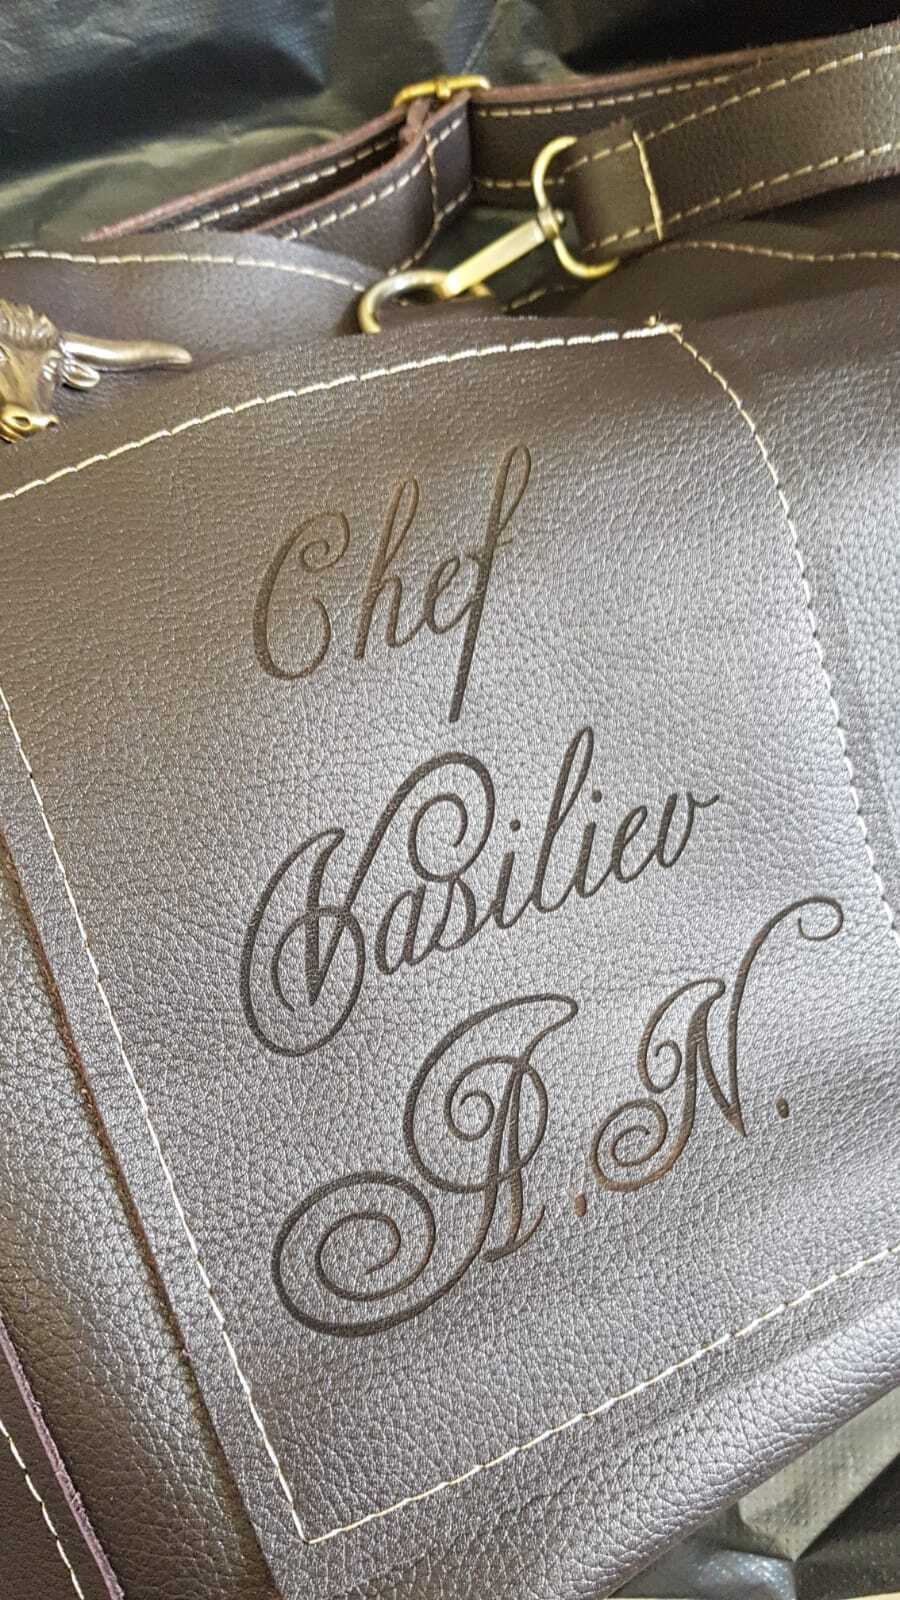 Chef
Vasiliev
A.N.